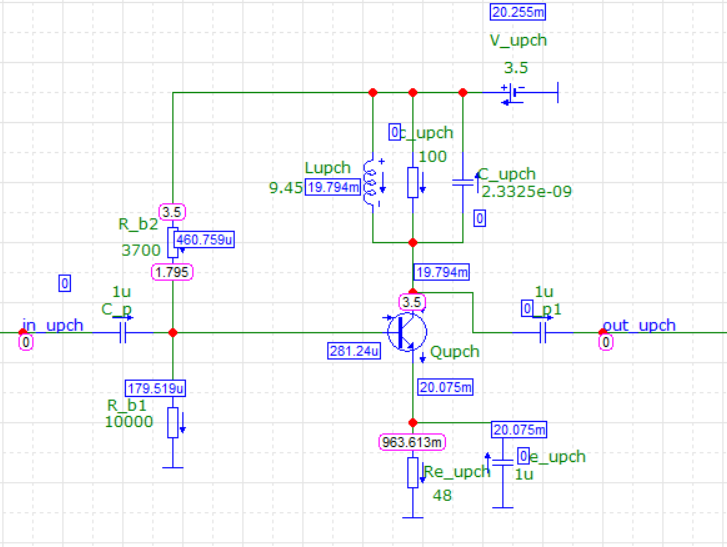 20.255m
V_upch
3.5
0
c_upch
100
Lupch
9.45
19.794m
C_upch
2.3325e-09
0
3.5
R_b2
460.759u
3700
1.795
19.794m
0
1u
C_p
in_upch
0
3.5
1u
0
_p1
out_upch
0
281.24u
Qupch
179.519u
20.075m
R_b1
10000
20.075m
963.613m
0
e_upch
Re_upch
1u
48